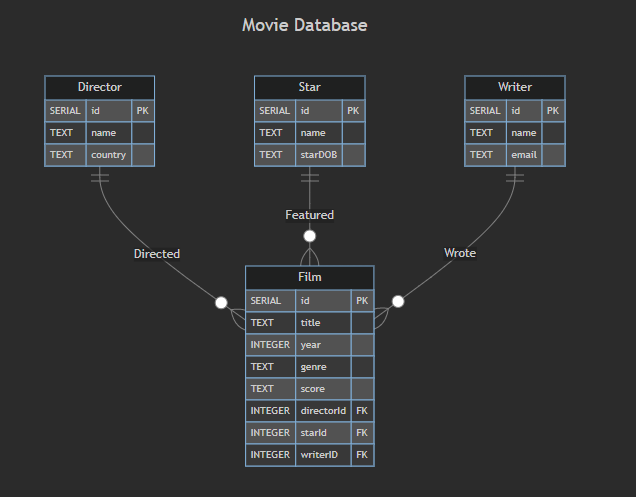 Movie Database
Director
SERIAL id PK
TEXT name
TEXT country
Star
SERIAL id PK
TEXT name
TEXT starDOB
Writer
SERIAL id PK
TEXT name
TEXT email
Directed
Featured
Wrote
Film
SERIAL id PK
TEXT title
INTEGER year
TEXT genre
TEXT score
INTEGER directorId FK
INTEGER starId FK
INTEGER writerID FK